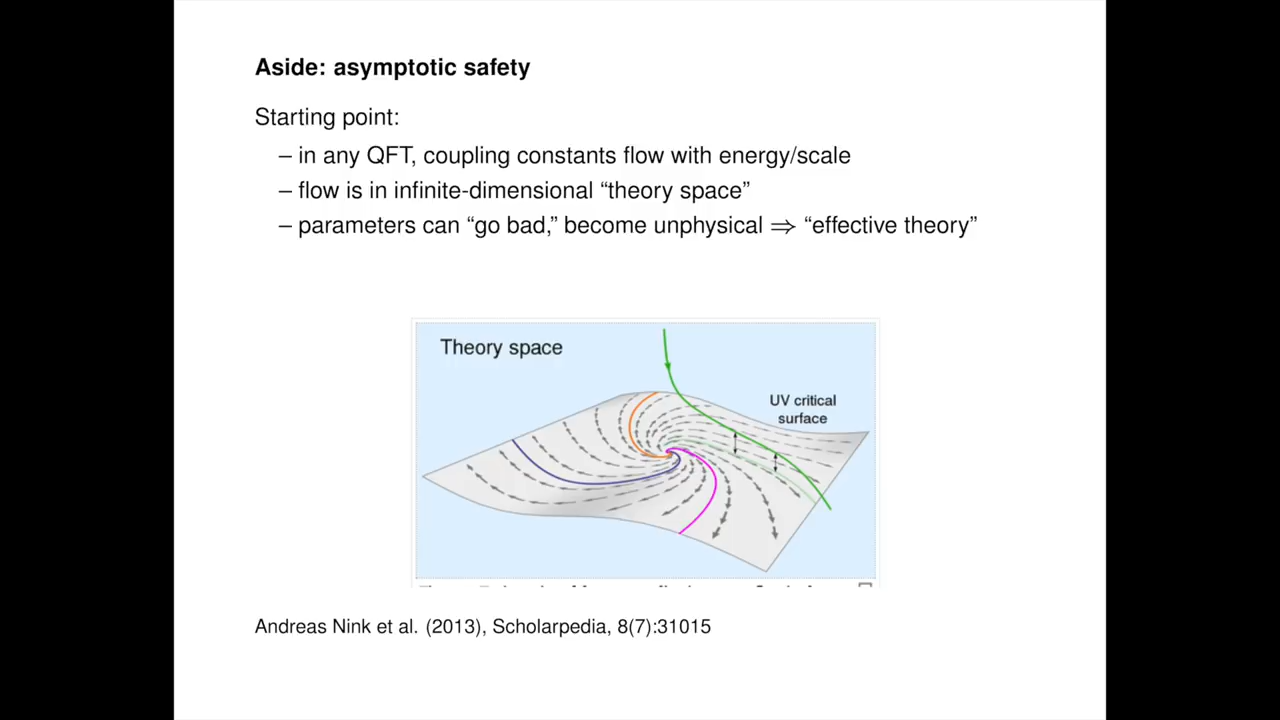 Aside: asymptotic safety
Starting point:
– in any QFT, coupling constants flow with energy/scale
– flow is in infinite-dimensional “theory space”
– parameters can “go bad,” become unphysical ⇒ “effective theory”
Theory space
UV critical
surface
Andreas Nink et al. (2013), Scholarpedia, 8(7):31015